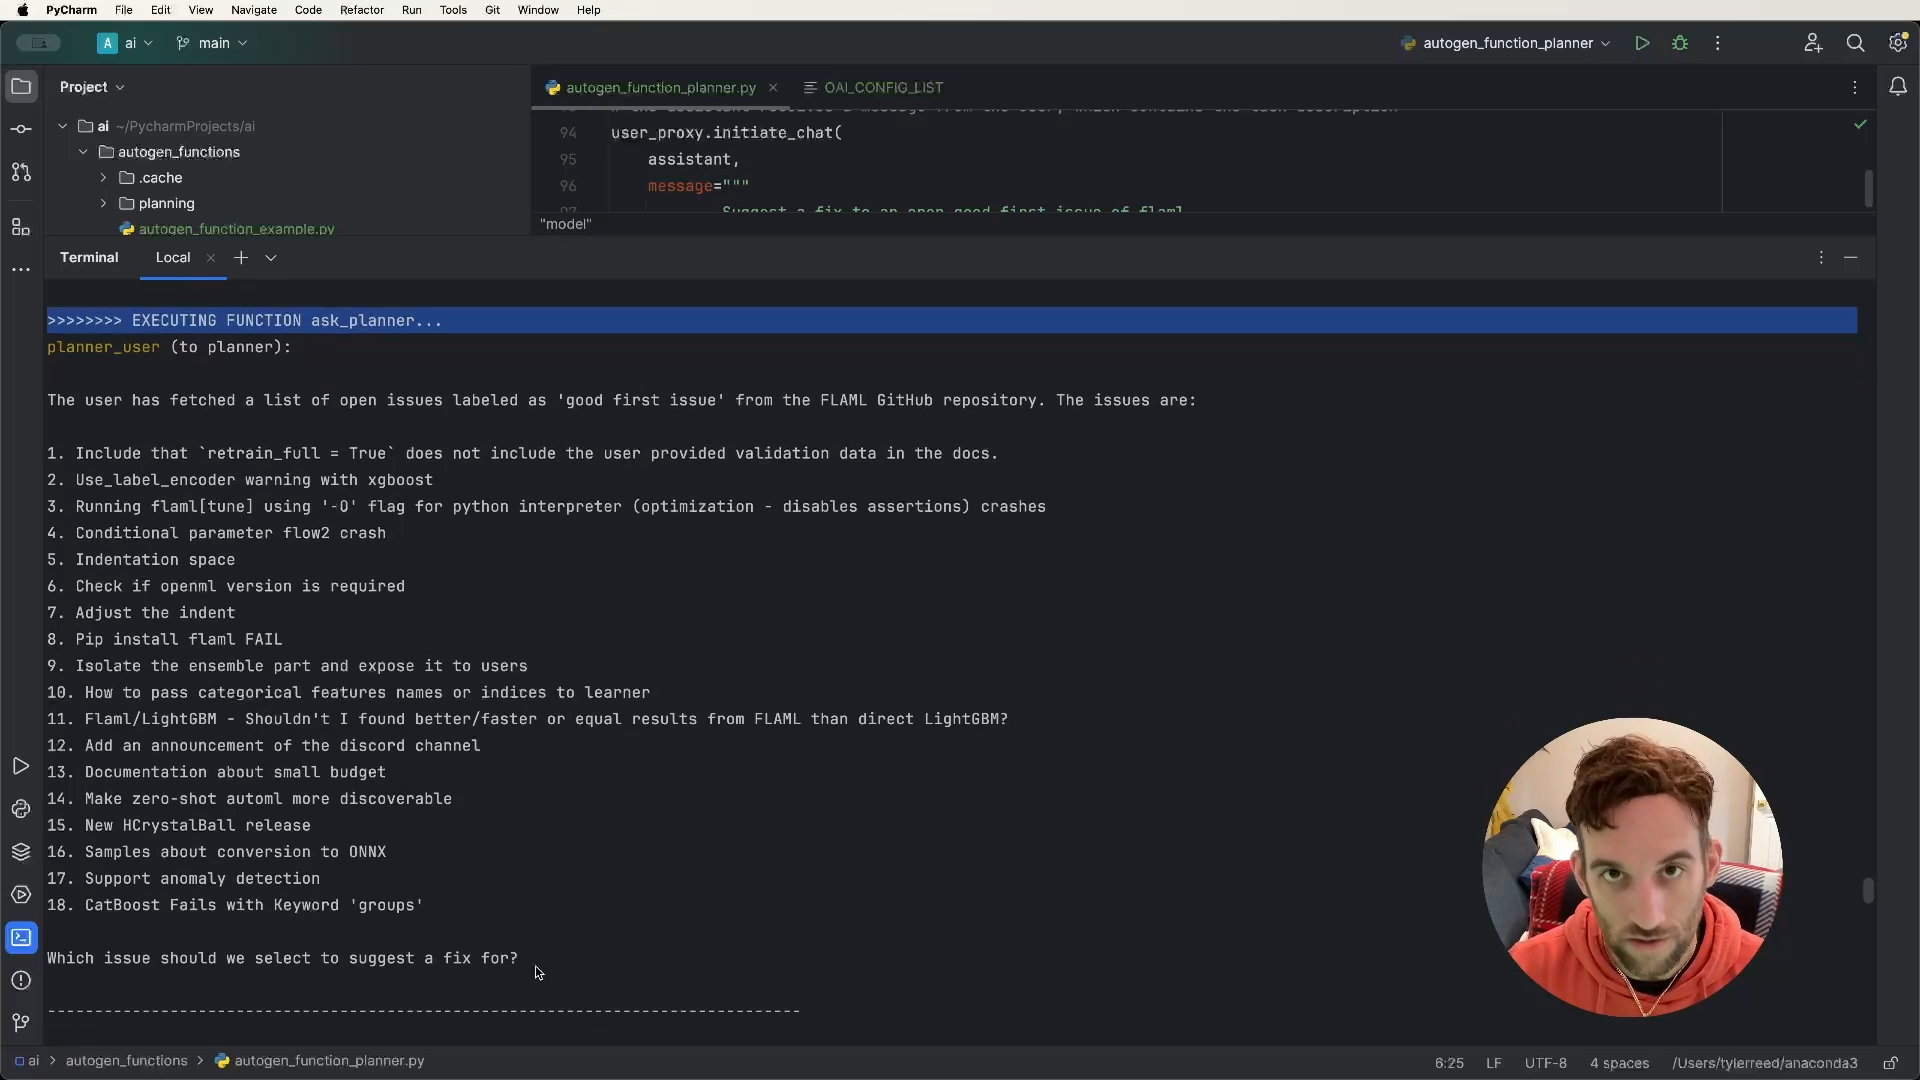 PyCharm File Edit View Navigate Code Refactor Run Tools Git Window Help
A ai main autogen_function_planner
Project
autogen_function_planner.py OAI_CONFIG_LIST
ai ~/PycharmProjects/ai
autogen_functions
.cache
planning
autogen_function_example.py
94 user_proxy.initiate_chat(
95 assistant,
96 message="""
97 Suggest a fix to an open good first issue of flaml
"model"
Terminal Local
>>>>>>>> EXECUTING FUNCTION ask_planner...
planner_user (to planner):
The user has fetched a list of open issues labeled as 'good first issue' from the FLAML GitHub repository. The issues are:
1. Include that `retrain_full = True` does not include the user provided validation data in the docs.
2. Use_label_encoder warning with xgboost
3. Running flaml[tune] using '-O' flag for python interpreter (optimization - disables assertions) crashes
4. Conditional parameter flow2 crash
5. Indentation space
6. Check if openml version is required
7. Adjust the indent
8. Pip install flaml FAIL
9. Isolate the ensemble part and expose it to users
10. How to pass categorical features names or indices to learner
11. Flaml/LightGBM - Shouldn't I found better/faster or equal results from FLAML than direct LightGBM?
12. Add an announcement of the discord channel
13. Documentation about small budget
14. Make zero-shot automl more discoverable
15. New HCrystalBall release
16. Samples about conversion to ONNX
17. Support anomaly detection
18. CatBoost Fails with Keyword 'groups'
Which issue should we select to suggest a fix for?
--------------------------------------------------------------------------------
ai > autogen_functions > autogen_function_planner.py
6:25 LF UTF-8 4 spaces /Users/tylerreed/anaconda3